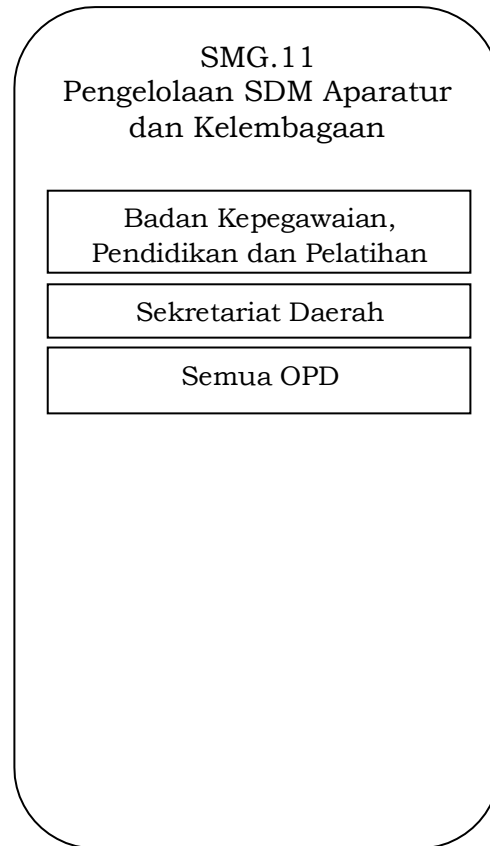 SMG.11
Pengelolaan SDM Aparatur
dan Kelembagaan
Badan Kepegawaian,
Pendidikan dan Pelatihan
Sekretariat Daerah
Semua OPD